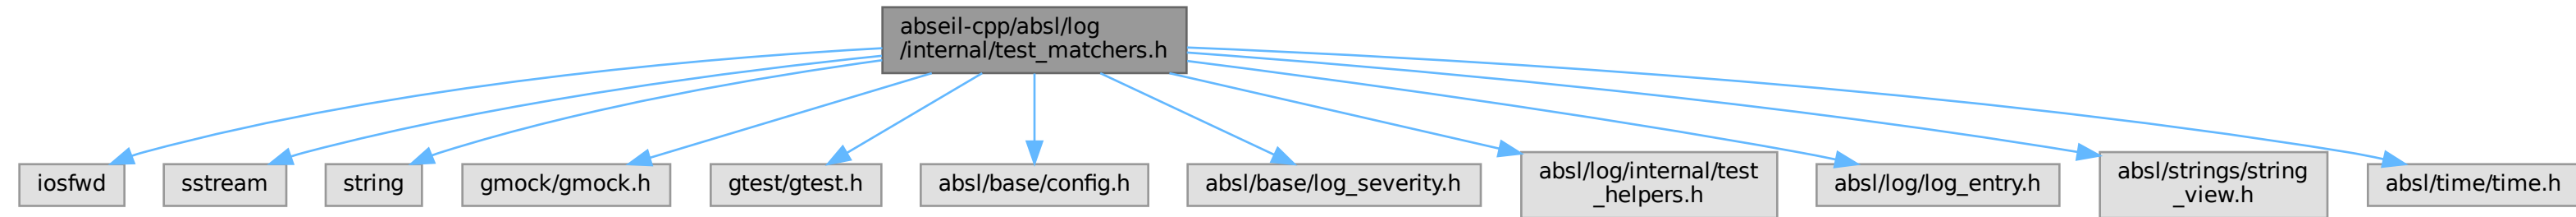 abseil-cpp/absl/log
/internal/test_matchers.h
iosfwd
sstream
string
gmock/gmock.h
gtest/gtest.h
absl/base/config.h
absl/base/log_severity.h
absl/log/internal/test
_helpers.h
absl/log/log_entry.h
absl/strings/string
_view.h
absl/time/time.h